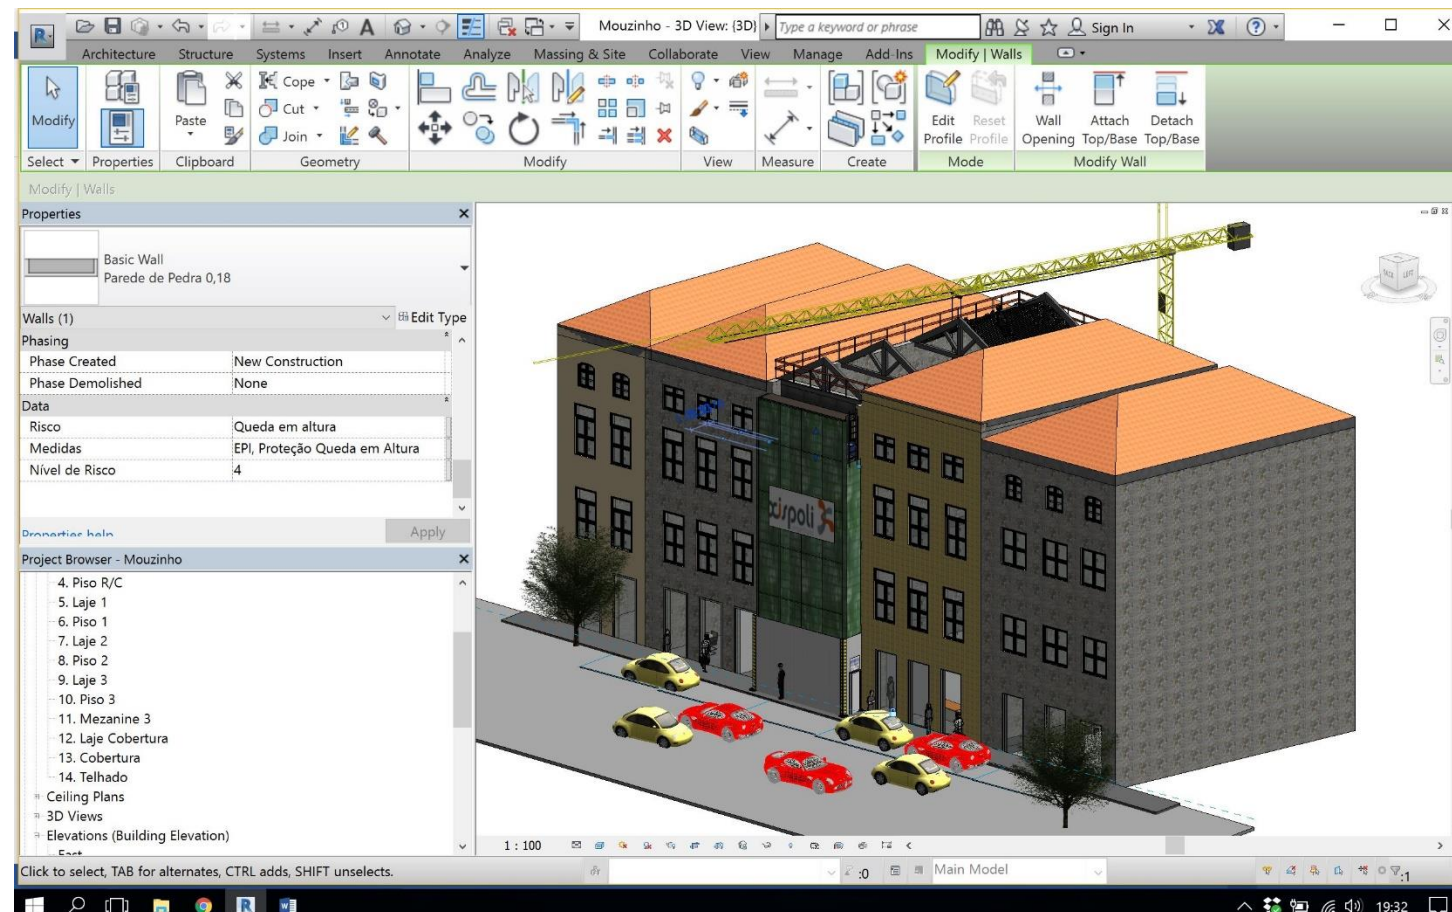 Mouzinho - 3D View: {3D}
Type a keyword or phrase
Sign In
Architecture Structure Systems Insert Annotate Analyze Massing & Site Collaborate View Manage Add-Ins Modify | Walls
Modify
Paste
Cope
Cut
Join
Edit Profile
Reset Profile
Wall Opening
Attach Top/Base
Detach Top/Base
Select Properties Clipboard Geometry Modify View Measure Create Mode Modify Wall
Modify | Walls
Properties
Basic Wall
Parede de Pedra 0,18
Walls (1) Edit Type
Phasing
Phase Created New Construction
Phase Demolished None
Data
Risco Queda em altura
Medidas EPI, Proteção Queda em Altura
Nível de Risco 4
Properties help Apply
Project Browser - Mouzinho
4. Piso R/C
5. Laje 1
6. Piso 1
7. Laje 2
8. Piso 2
9. Laje 3
10. Piso 3
11. Mezanine 3
12. Laje Cobertura
13. Cobertura
14. Telhado
Ceiling Plans
3D Views
Elevations (Building Elevation)
East
xispoli
1 : 100
Click to select, TAB for alternates, CTRL adds, SHIFT unselects.
:0
Main Model
:1
19:32